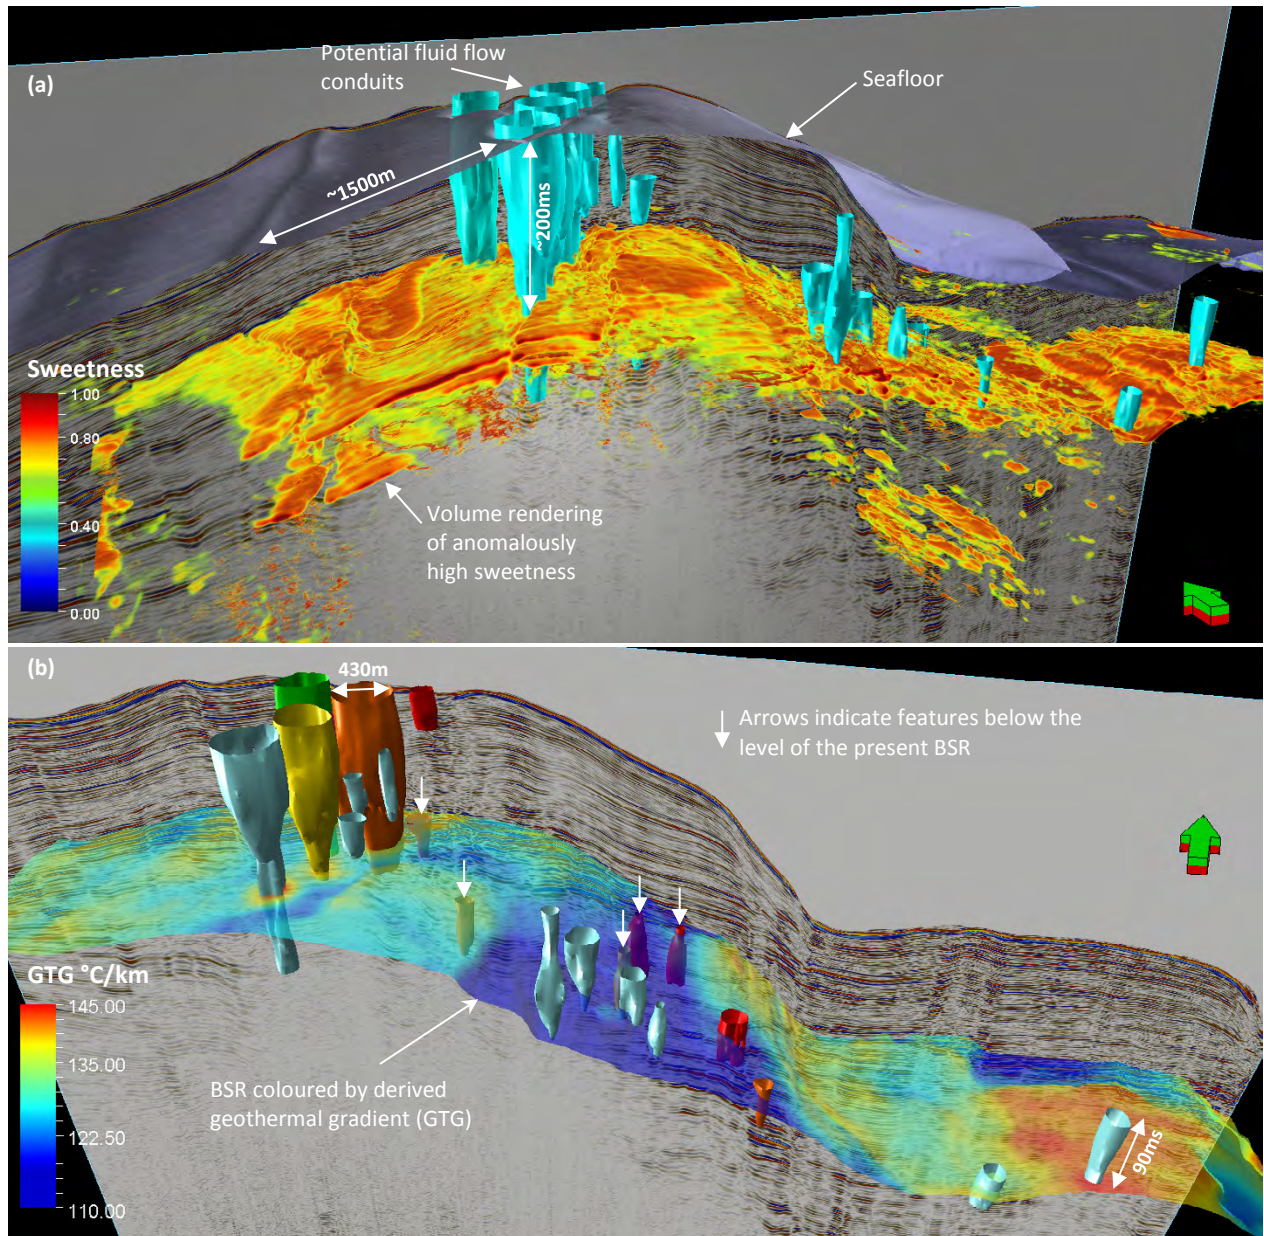 (a)
Potential fluid flow
conduits
Seafloor
~1500m
~200ms
Sweetness
1.00
0.80
0.40
0.00
Volume rendering
of anomalously
high sweetness
(b)
430m
Arrows indicate features below the
level of the present BSR
GTG °C/km
145.00
135.00
122.50
110.00
BSR coloured by derived
geothermal gradient (GTG)
90ms